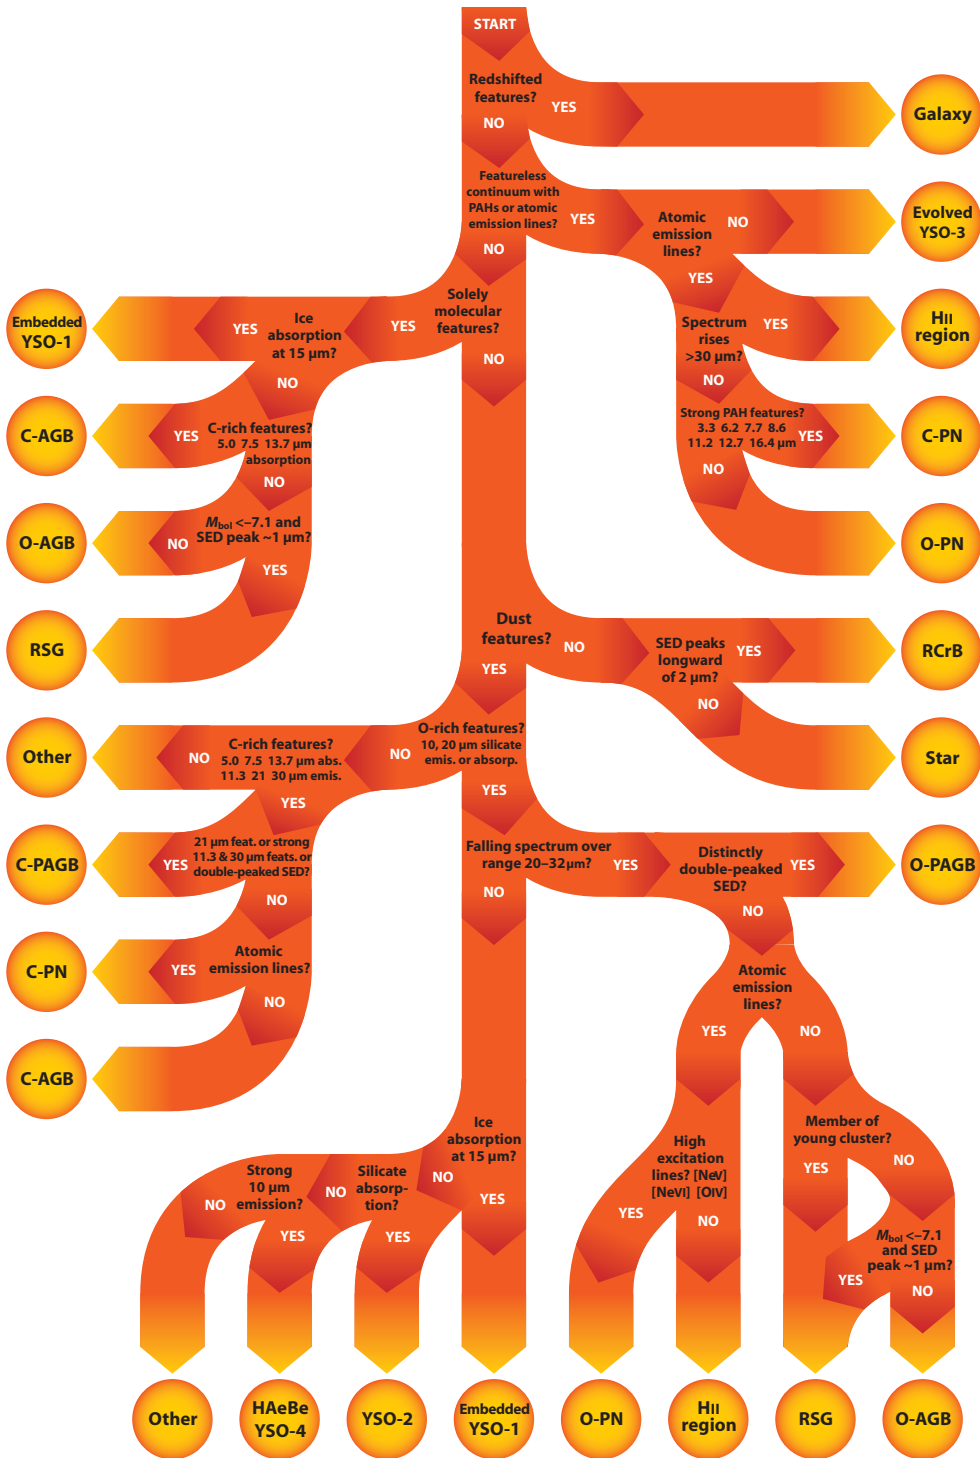 START
Redshifted
features?
YES
Galaxy
NO
Featureless
continuum with
PAHs or atomic
emission lines?
YES
Atomic
emission
lines?
NO
Evolved
YSO-3
NO
YES
Solely
molecular
features?
YES
Ice
absorption
at 15 µm?
YES
Embedded
YSO-1
Spectrum
rises
>30 µm?
YES
HII
region
NO
NO
NO
C-rich features?
5.0 7.5 13.7 µm
absorption
YES
C-AGB
Strong PAH features?
3.3 6.2 7.7 8.6
11.2 12.7 16.4 µm
YES
C-PN
NO
NO
Mbol <–7.1 and
SED peak ~1 µm?
NO
O-AGB
O-PN
YES
RSG
Dust
features?
NO
SED peaks
longward
of 2 µm?
YES
RCrB
YES
NO
Star
O-rich features?
10, 20 µm silicate
emis. or absorp.
NO
C-rich features?
5.0 7.5 13.7 µm abs.
11.3 21 30 µm emis.
NO
Other
YES
YES
21 µm feat. or strong
11.3 & 30 µm feats. or
double-peaked SED?
YES
C-PAGB
Falling spectrum over
range 20–32µm?
YES
Distinctly
double-peaked
SED?
YES
O-PAGB
NO
NO
NO
Atomic
emission lines?
YES
C-PN
Atomic
emission
lines?
NO
C-AGB
YES
NO
Ice
absorption
at 15 µm?
NO
YES
Silicate
absorp-
tion?
NO
YES
Strong
10 µm
emission?
NO
YES
High
excitation
lines? [NeV]
[NeVI] [OIV]
YES
NO
Member of
young cluster?
YES
NO
Mbol <–7.1
and SED
peak ~1 µm?
YES
NO
Other
HAeBe
YSO-4
YSO-2
Embedded
YSO-1
O-PN
HII
region
RSG
O-AGB